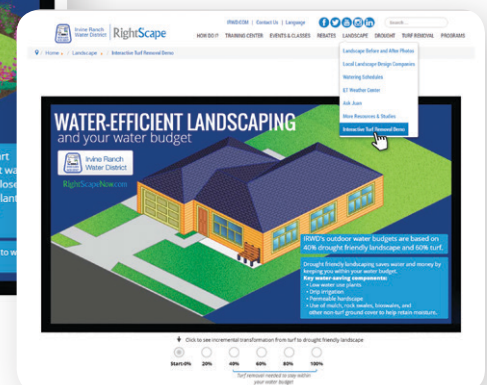 IRWD.COM | Contact Us | Language
Search...
Irvine Ranch
Water District
RightScape
HOW DO I? TRAINING CENTER EVENTS & CLASSES REBATES LANDSCAPE DROUGHT TURF REMOVAL PROGRAMS
Home / Landscape / Interactive Turf Removal Demo
Landscape Before and After Photos
Local Landscape Design Companies
Watering Schedules
ET Weather Center
Ask June
More Resources & Studies
Interactive Turf Removal Demo
WATER-EFFICIENT LANDSCAPING
and your water budget
Irvine Ranch
Water District
RightScapeNow.com
IRWD's outdoor water budgets are based on
40% drought friendly landscape and 60% turf.
Drought friendly landscaping saves water and money by
keeping you within your water budget.
Key water-saving components:
• Low water use plants
• Drip irrigation
• Permeable hardscape
• Use of mulch, rock swales, bioswales, and
other non-turf ground cover to help retain moisture.
Click to see incremental transformation from turf to drought friendly landscape
Start:0% 20% 40% 60% 80% 100%
Turf removal needed to stay within
your water budget